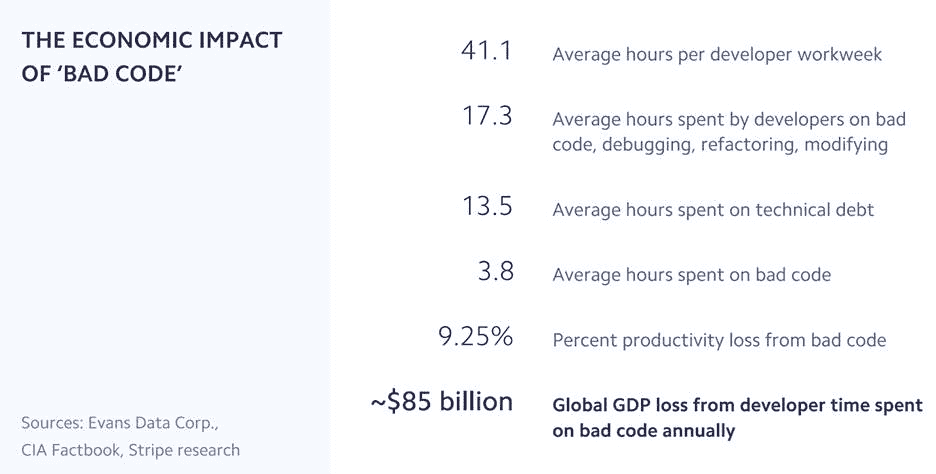 THE ECONOMIC IMPACT
OF ‘BAD CODE’
41.1 Average hours per developer workweek
17.3 Average hours spent by developers on bad
code, debugging, refactoring, modifying
13.5 Average hours spent on technical debt
3.8 Average hours spent on bad code
9.25% Percent productivity loss from bad code
~$85 billion Global GDP loss from developer time spent
on bad code annually
Sources: Evans Data Corp.,
CIA Factbook, Stripe research